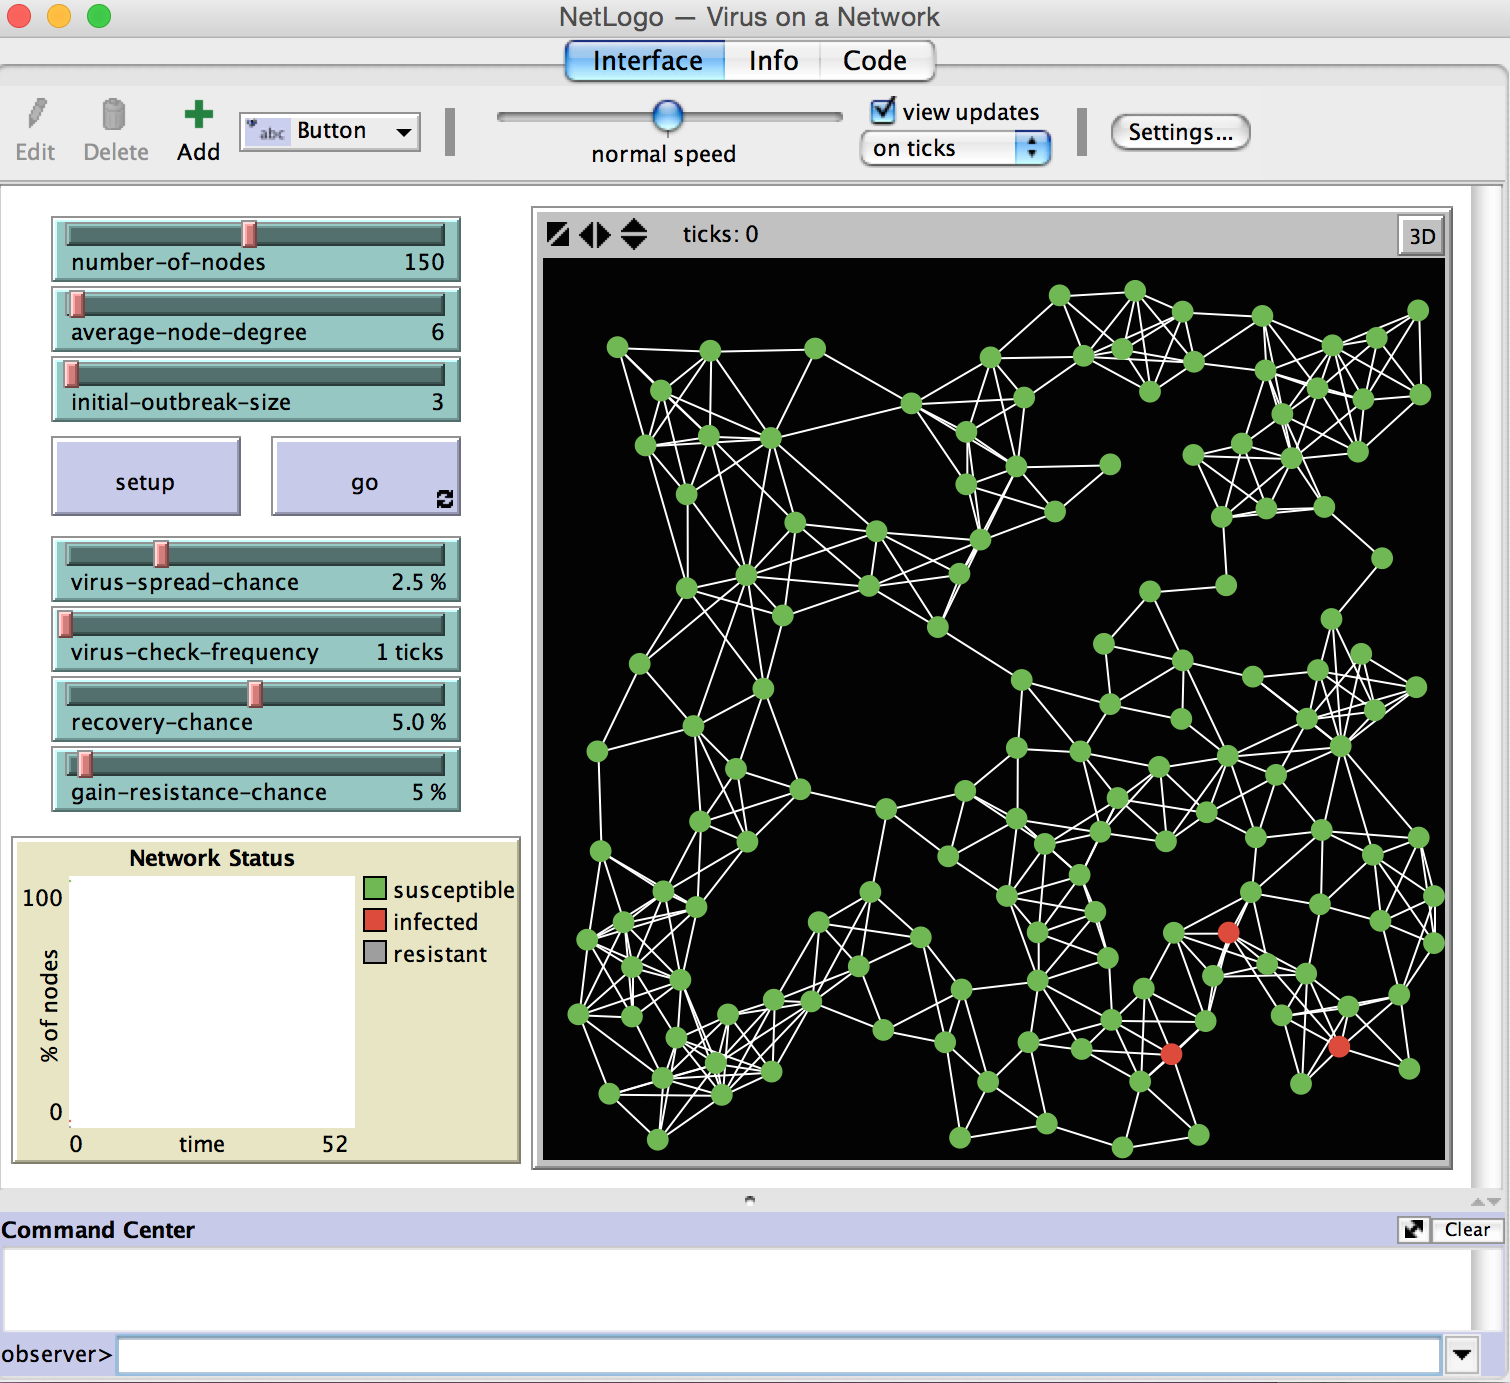 NetLogo — Virus on a Network
Interface Info Code
Edit Delete Add abc Button normal speed view updates on ticks Settings...
number-of-nodes 150
average-node-degree 6
initial-outbreak-size 3
setup go
virus-spread-chance 2.5 %
virus-check-frequency 1 ticks
recovery-chance 5.0 %
gain-resistance-chance 5 %
Network Status
100
% of nodes
0
0 time 52
susceptible
infected
resistant
ticks: 0 3D
Command Center Clear
observer>